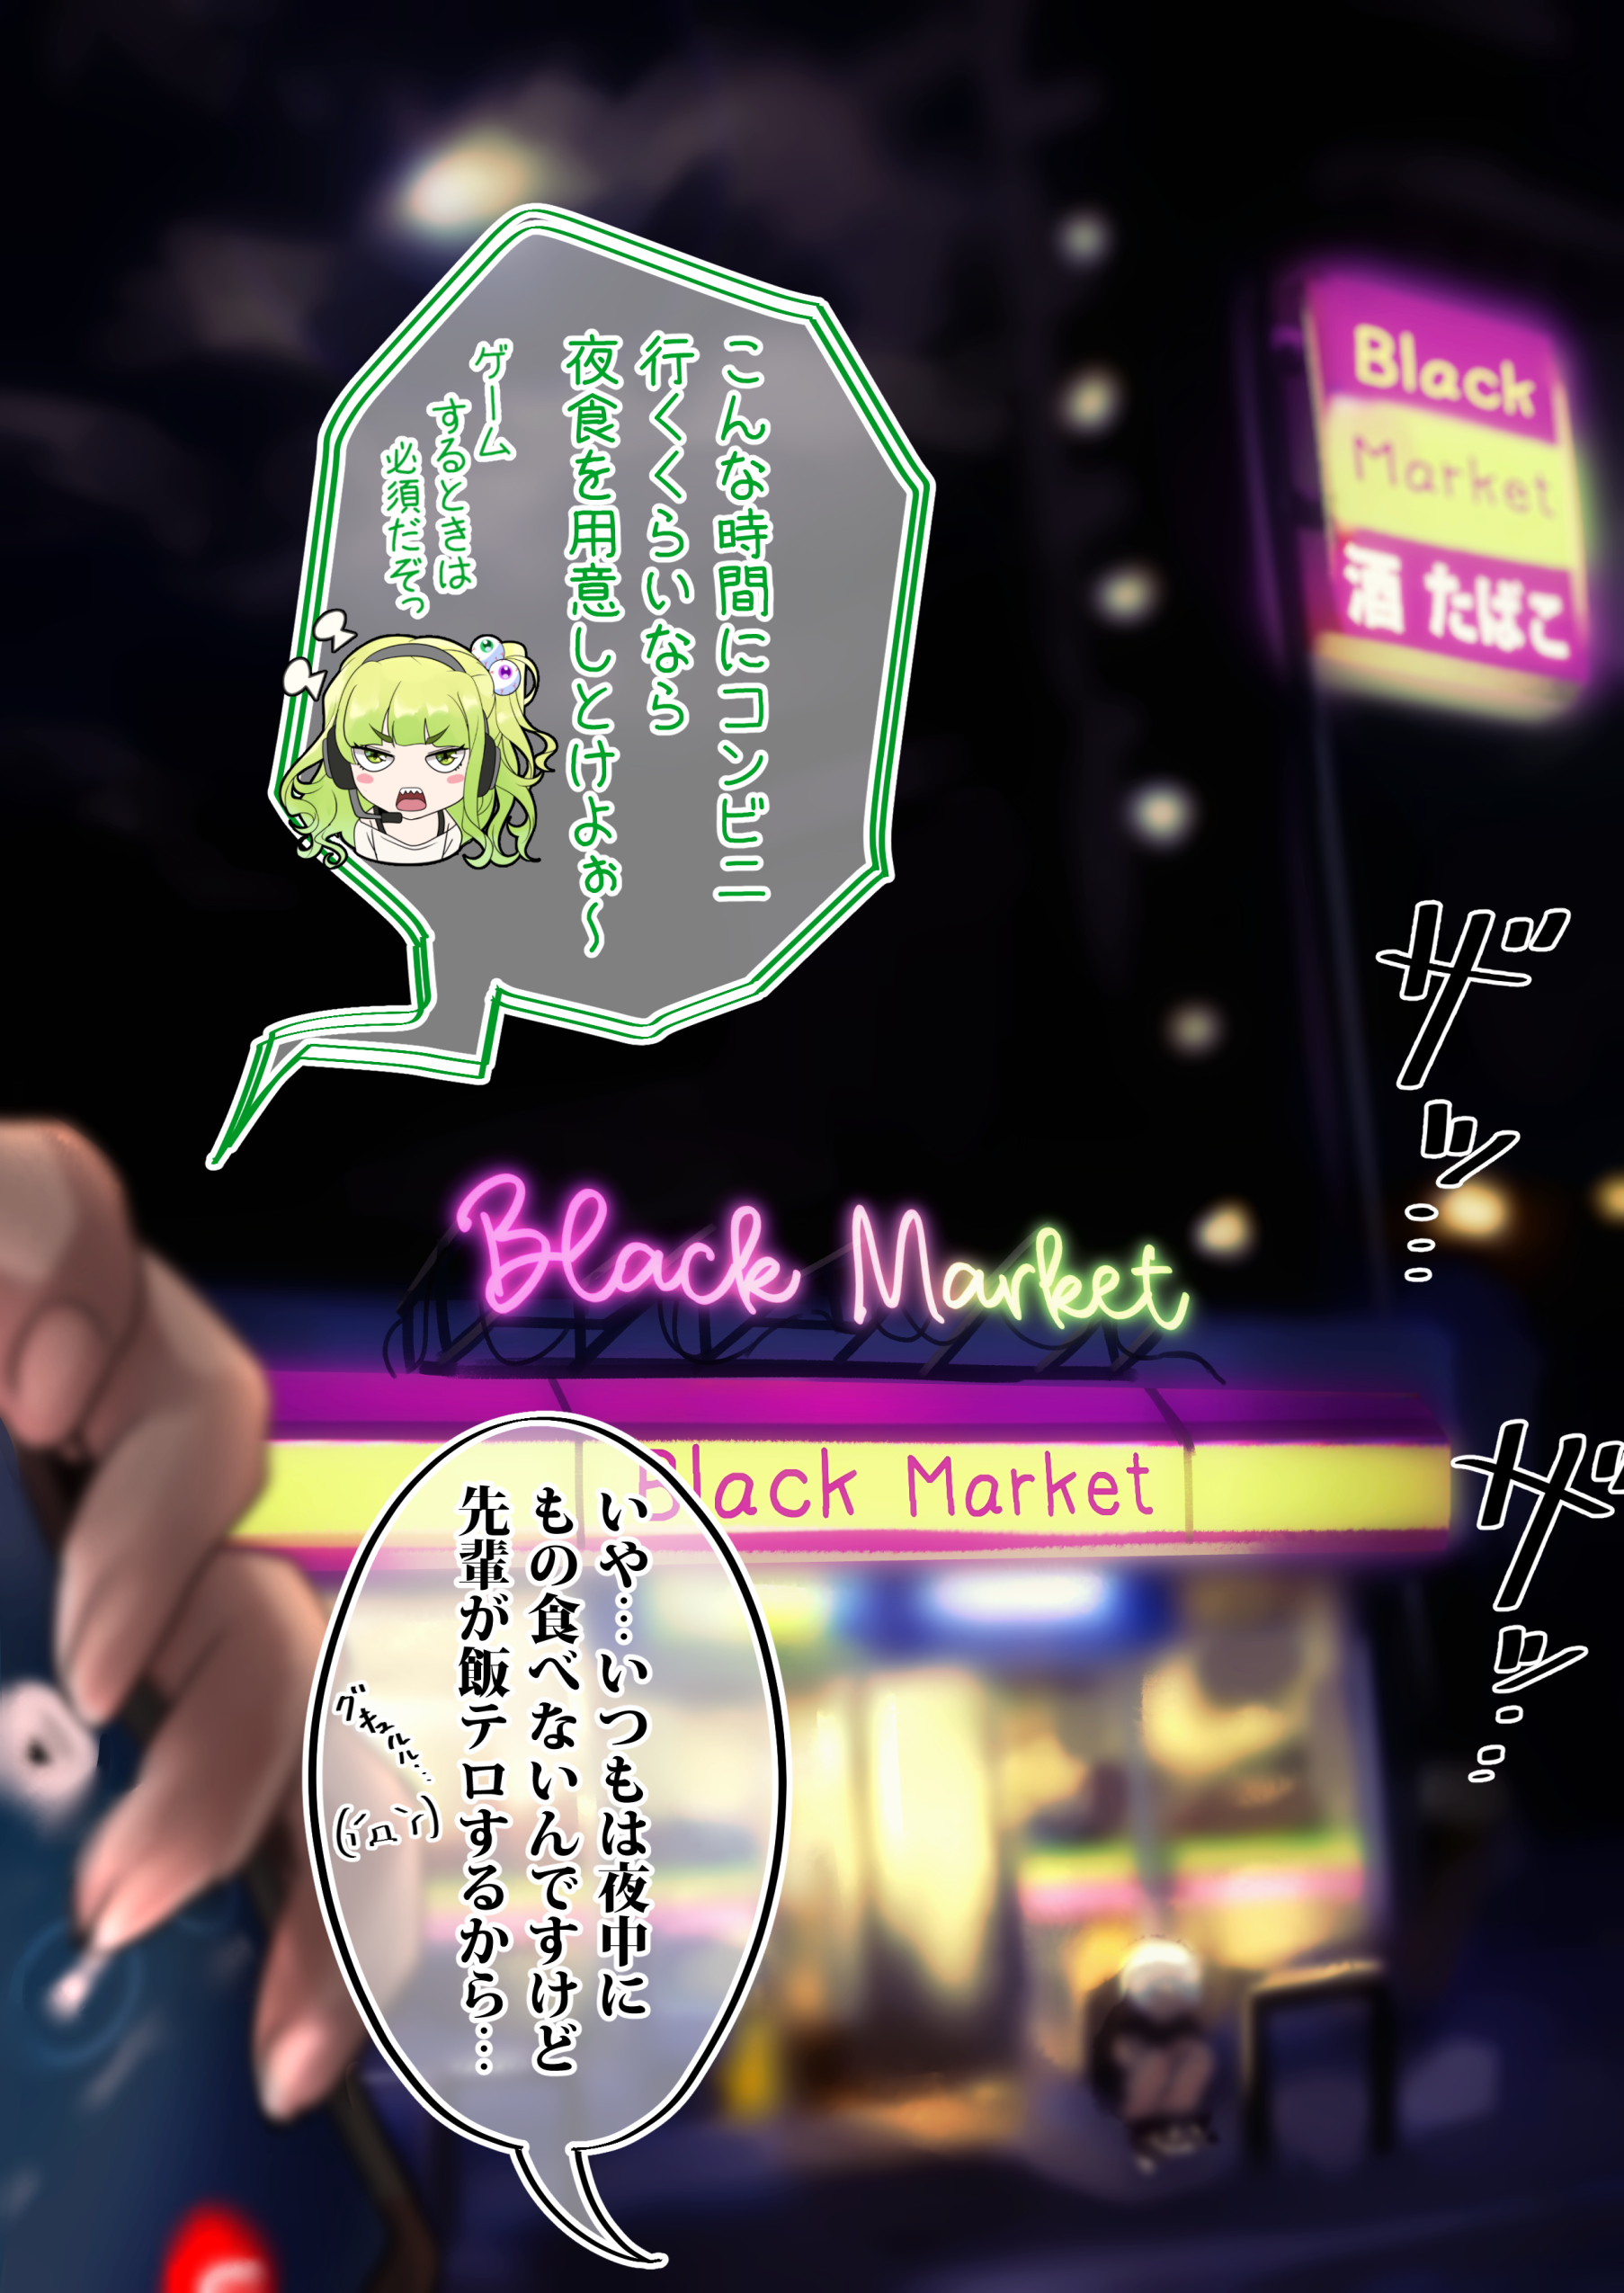 こんな時間にコンビニ
行くくらいなら
夜食を用意しとけよぉ～
ゲーム
するときは
必須だぞっ
Black
Market
酒 たばこ
ザッ…
Black Market
Black Market
ザッ…
いや…いつもは夜中に
もの食べないんですけど
先輩が飯テロするから…
グキュルル…